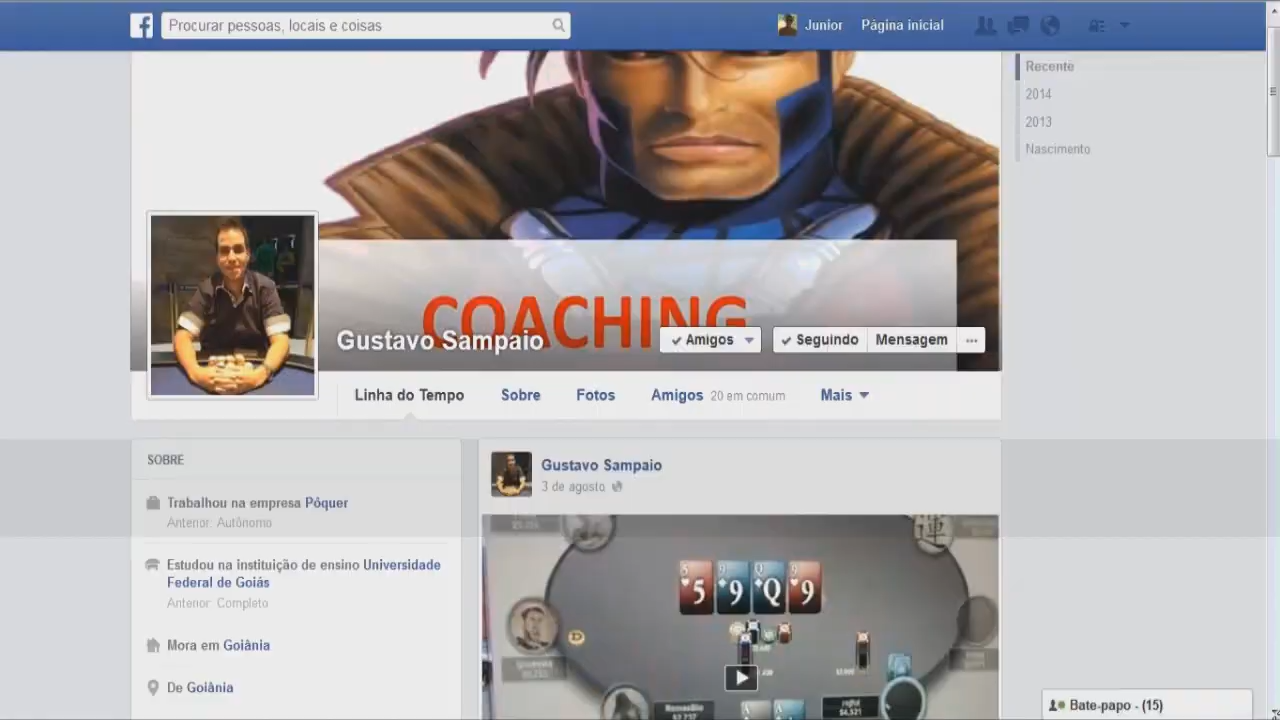 Procurar pessoas, locais e coisas
Junior
Página inicial
Recente
2014
2013
Nascimento
COACHING
Gustavo Sampaio
Amigos
Seguindo
Mensagem
Linha do Tempo
Sobre
Fotos
Amigos 20 em comum
Mais
SOBRE
Trabalhou na empresa Pôquer
Anterior: Autônomo
Estudou na instituição de ensino Universidade
Federal de Goiás
Anterior: Completo
Mora em Goiânia
De Goiânia
Gustavo Sampaio
3 de agosto
5 9 Q 9
$4,521
Bate-papo - (15)